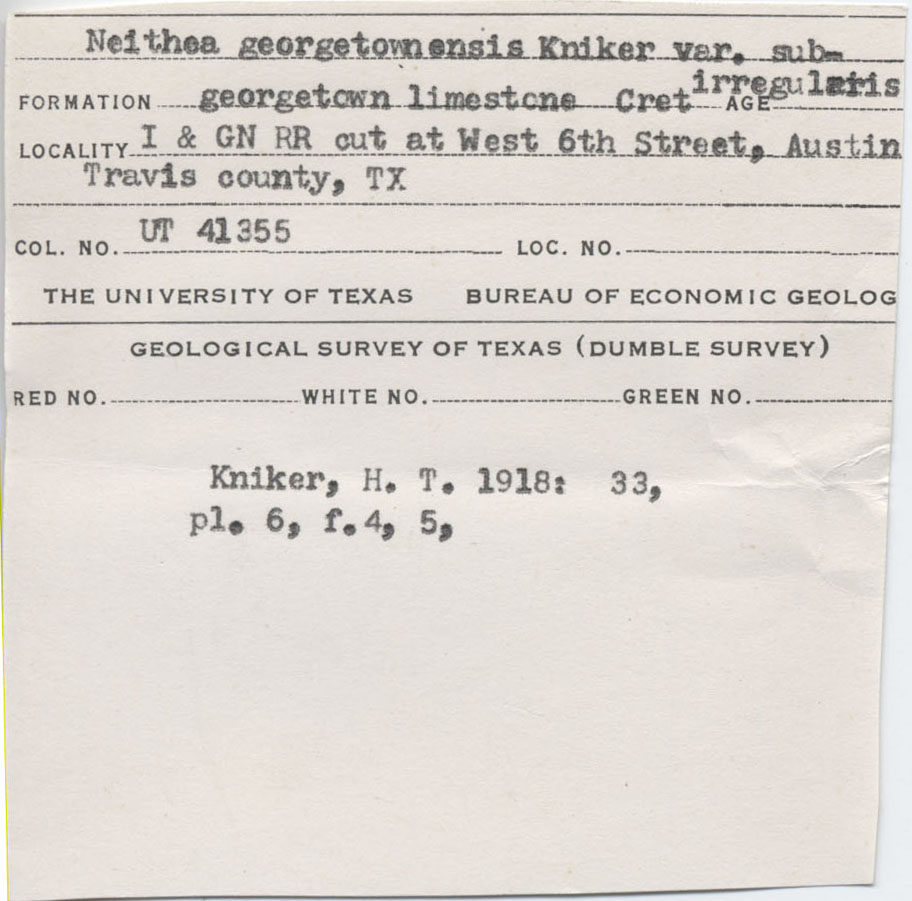 Neithea georgetownensis Kniker var. sub-
irregularis
FORMATION georgetown limestone Cret AGE
LOCALITY I & GN RR cut at West 6th Street, Austin
Travis county, TX
COL. NO. UT 41355 LOC. NO.
THE UNIVERSITY OF TEXAS BUREAU OF ECONOMIC GEOLOG
GEOLOGICAL SURVEY OF TEXAS (DUMBLE SURVEY)
RED NO. WHITE NO. GREEN NO.
Kniker, H. T. 1918: 33,
pl. 6, f.4, 5,